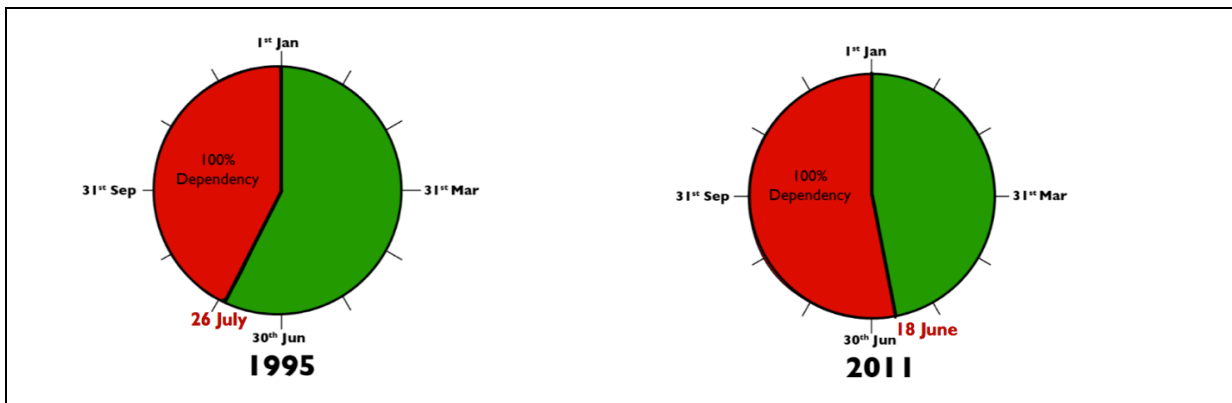 1st Jan
100%
Dependency
31st Sep
31st Mar
26 July
30th Jun
1995
1st Jan
100%
Dependency
31st Sep
31st Mar
18 June
30th Jun
2011